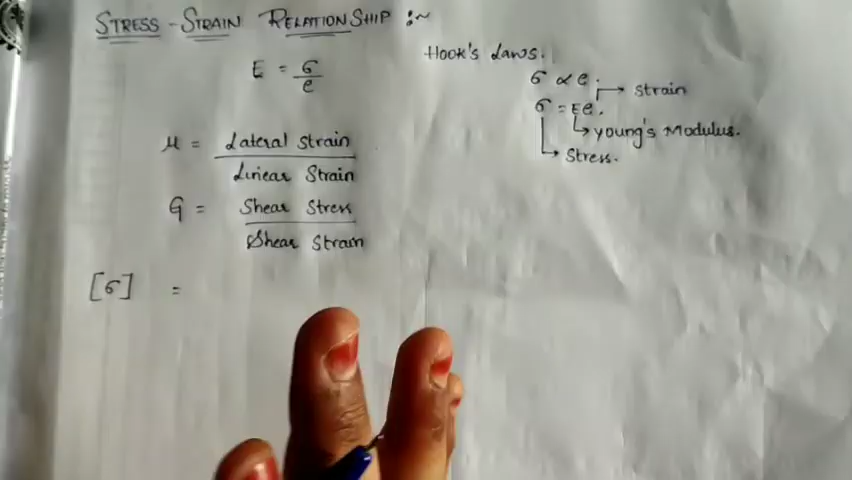 STRESS - STRAIN RELATIONSHIP :~
E = σ/e
μ = Lateral strain / Linear Strain
G = Shear Stress / Shear Strain
[σ] =
Hook's Laws.
σ ∝ e.
→ strain
σ = Ee.
→ young's Modulus.
→ Stress.